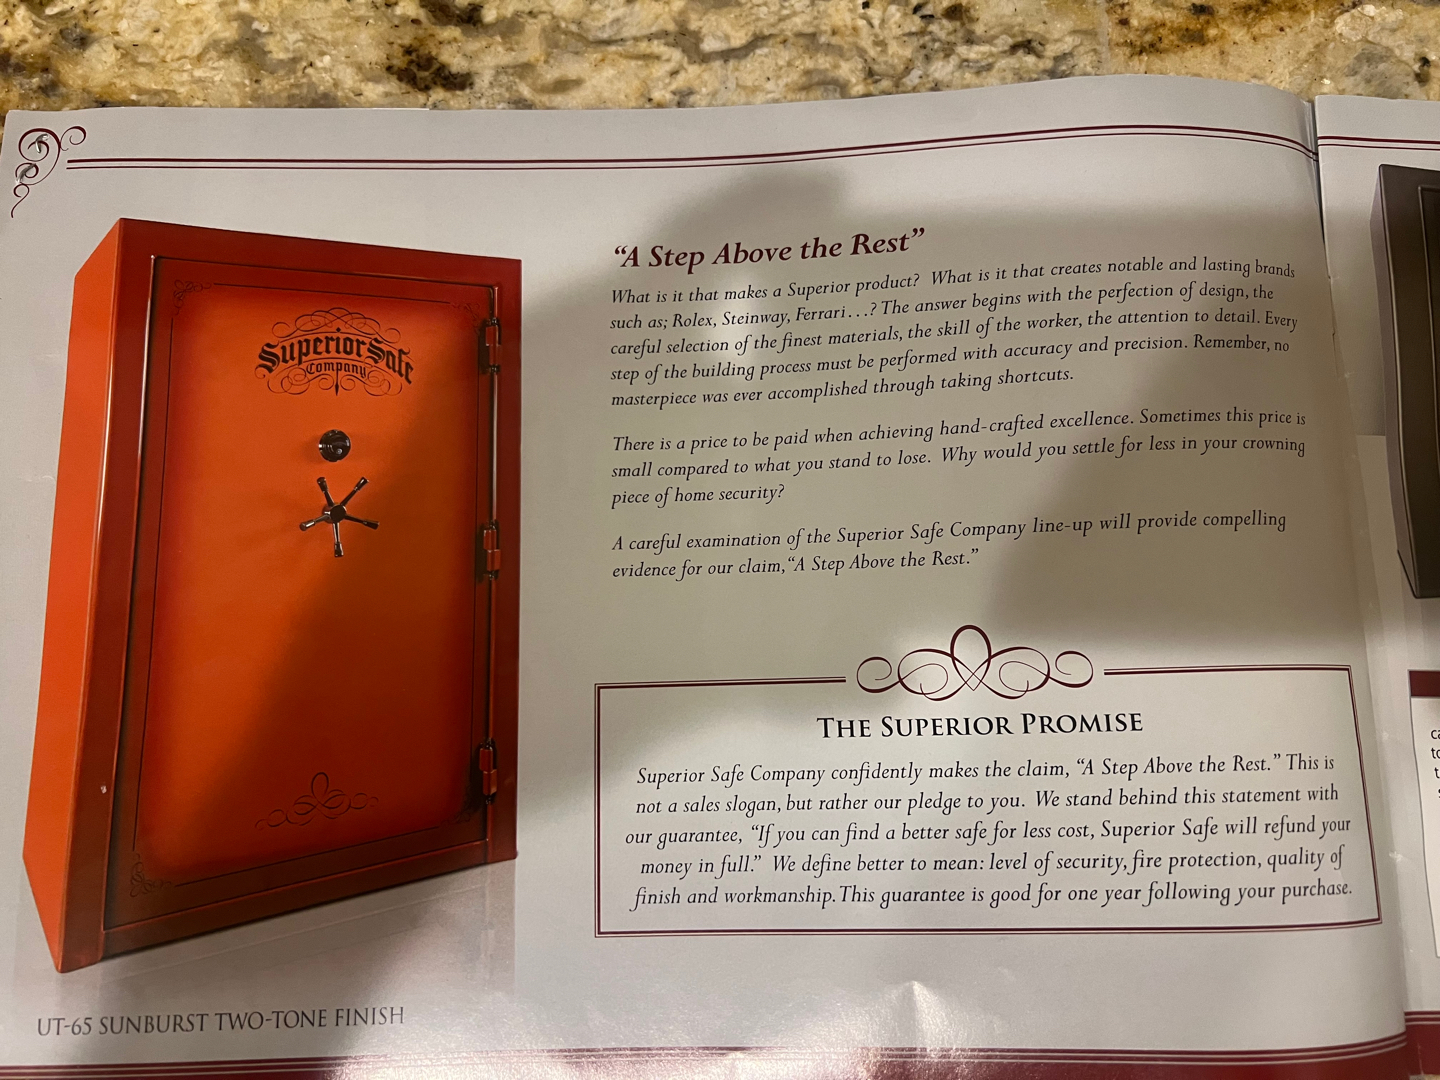 Superior Safe
Company
UT-65 SUNBURST TWO-TONE FINISH
“A Step Above the Rest”
What is it that makes a Superior product? What is it that creates notable and lasting brands
such as; Rolex, Steinway, Ferrari...? The answer begins with the perfection of design, the
careful selection of the finest materials, the skill of the worker, the attention to detail. Every
step of the building process must be performed with accuracy and precision. Remember, no
masterpiece was ever accomplished through taking shortcuts.
There is a price to be paid when achieving hand-crafted excellence. Sometimes this price is
small compared to what you stand to lose. Why would you settle for less in your crowning
piece of home security?
A careful examination of the Superior Safe Company line-up will provide compelling
evidence for our claim,“A Step Above the Rest.”
THE SUPERIOR PROMISE
Superior Safe Company confidently makes the claim, “A Step Above the Rest.” This is
not a sales slogan, but rather our pledge to you. We stand behind this statement with
our guarantee, “If you can find a better safe for less cost, Superior Safe will refund your
money in full.” We define better to mean: level of security, fire protection, quality of
finish and workmanship. This guarantee is good for one year following your purchase.